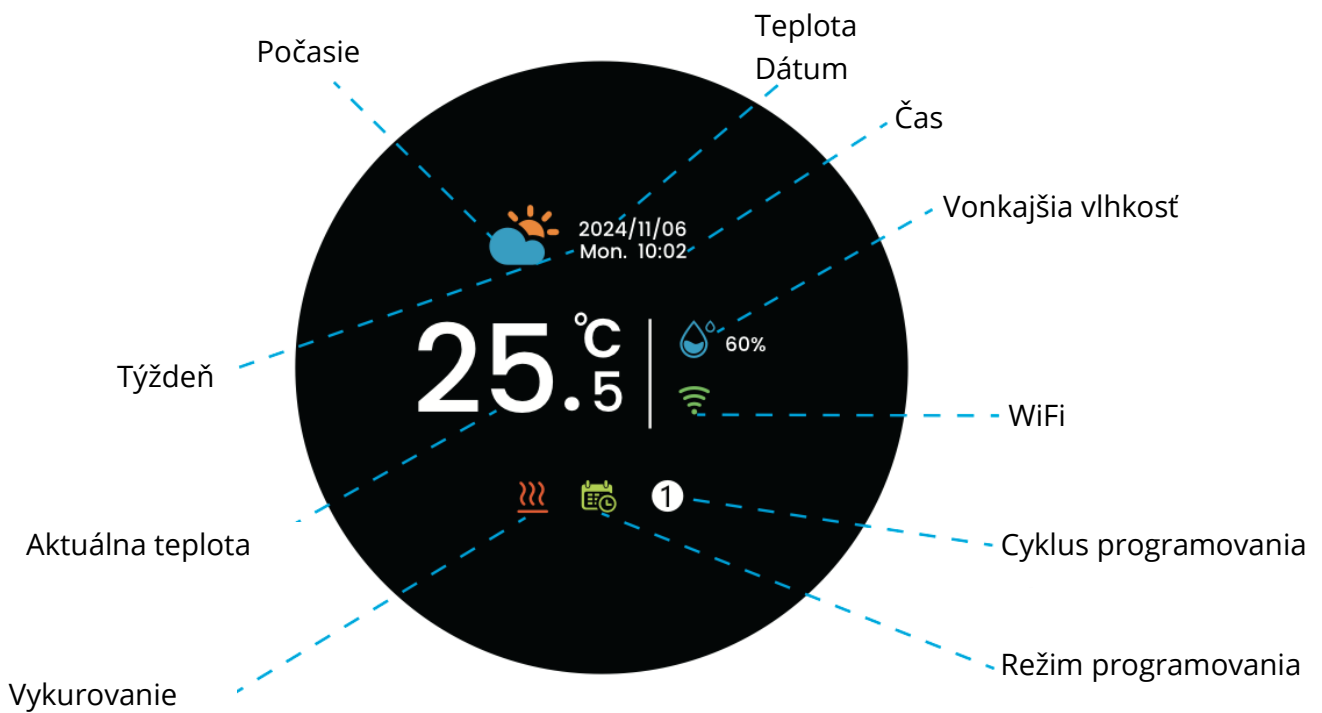 Teplota
Dátum
Počasie
Čas
Vonkajšia vlhkosť
2024/11/06
Mon. 10:02
25.5 °C
60%
Týždeň
WiFi
1
Aktuálna teplota
Cyklus programovania
Režim programovania
Vykurovanie